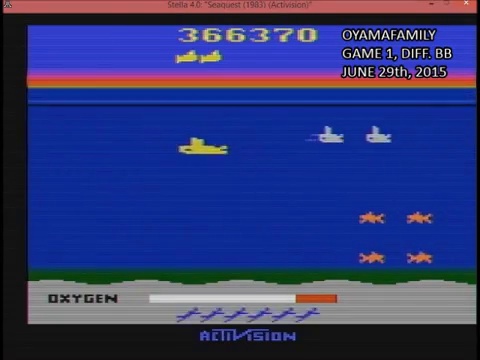 Stella 4.0: "Seaquest (1983) (Activision)"
366370
OYAMAFAMILY
GAME 1, DIFF. BB
JUNE 29th, 2015
OXYGEN
ACTIVISION